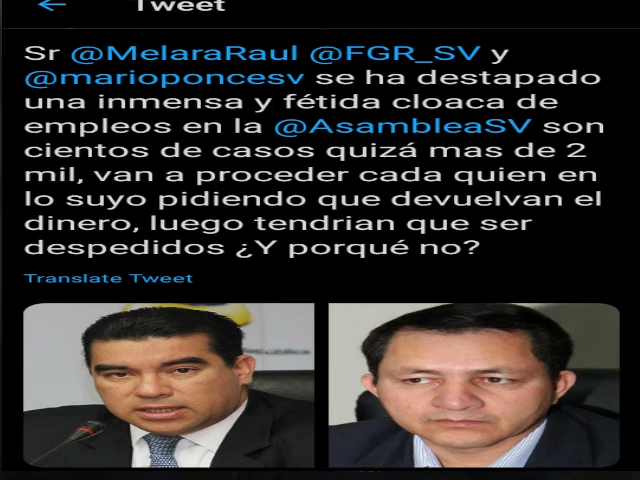 Tweet
Sr @MelaraRaul @FGR_SV y
@marioponcesv se ha destapado
una inmensa y fétida cloaca de
empleos en la @AsambleaSV son
cientos de casos quizá mas de 2
mil, van a proceder cada quien en
lo suyo pidiendo que devuelvan el
dinero, luego tendrian que ser
despedidos ¿Y porqué no?
Translate Tweet